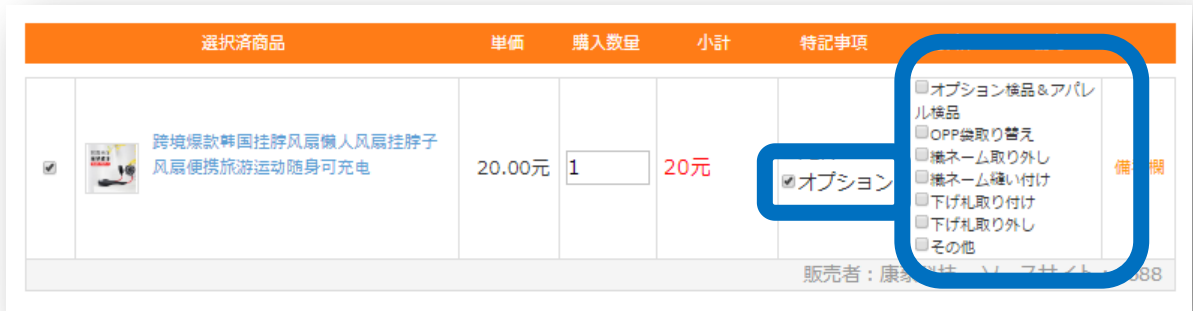 選択済商品 単価 購入数量 小計 特記事項
跨境爆款韩国挂脖风扇懒人风扇挂脖子
风扇便携旅游运动随身可充电
20.00元
1
20元
オプション
オプション検品&アパレ
ル検品
OPP袋取り替え
織ネーム取り外し
織ネーム縫い付け
下げ札取り付け
下げ札取り外し
その他
備 欄
販売者:康